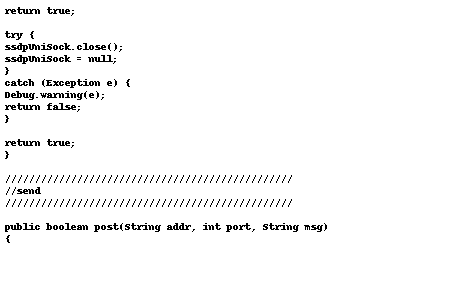 return true;
try {
ssdpUniSock.close();
ssdpUniSock = null;
}
catch (Exception e) {
Debug.warning(e);
return false;
}
return true;
}
////////////////////////////////////////////////
//send
////////////////////////////////////////////////
public boolean post(String addr, int port, String msg)
{